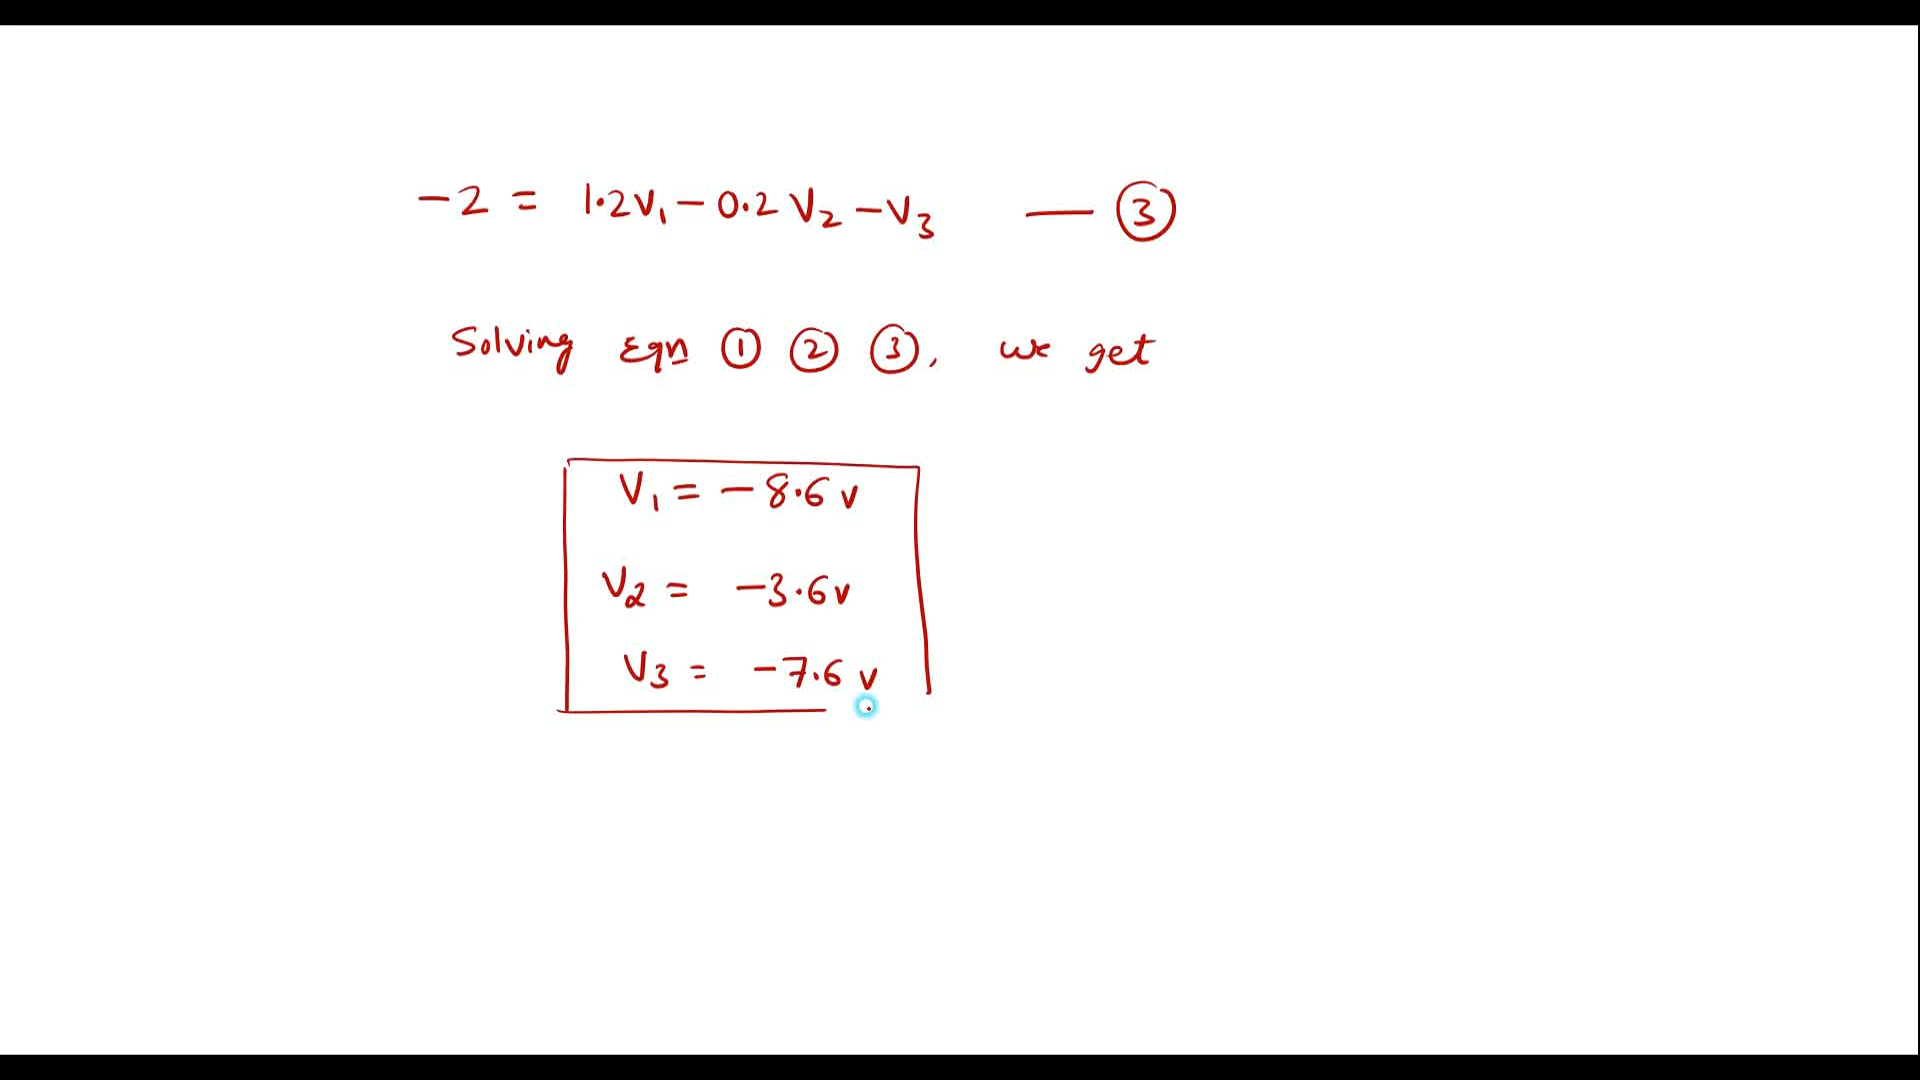 -2 = 1.2V₁ - 0.2 V₂ - V₃ — ③
Solving Eqn ① ② ③, we get
V₁ = - 8.6 v
V₂ = -3.6v
V₃ = -7.6 v